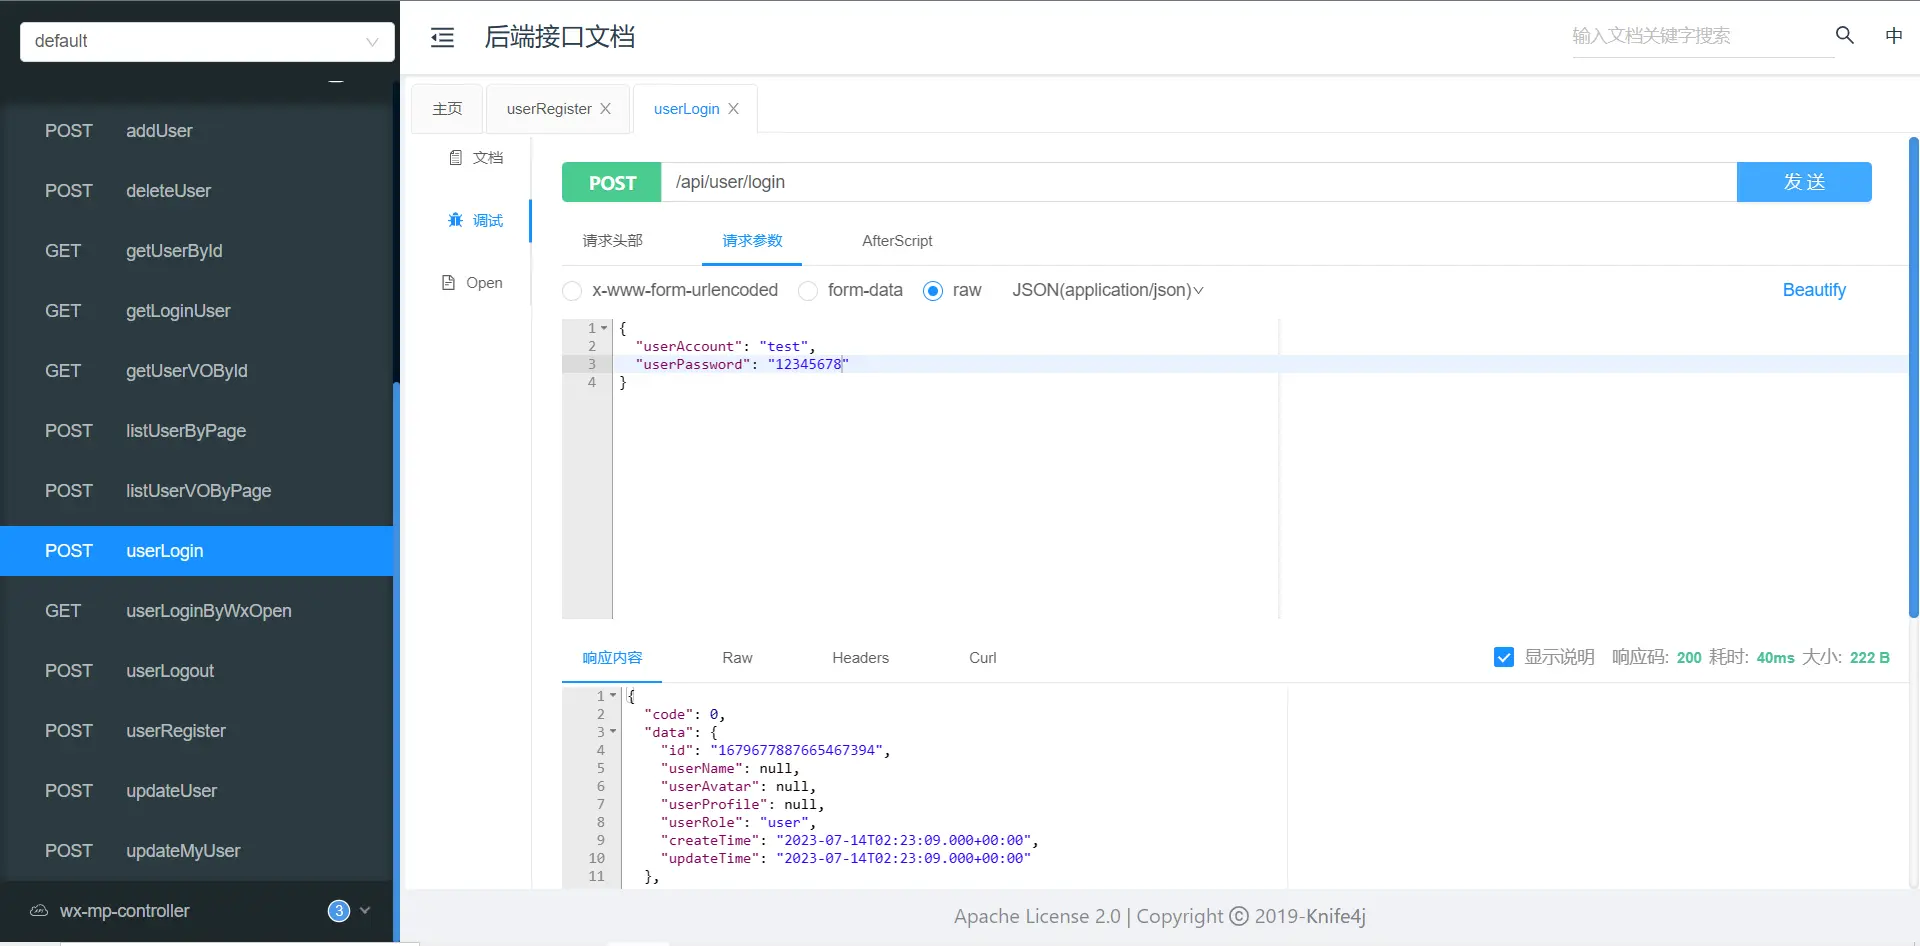 default
后端接口文档
输入文档关键字搜索
中
主页
userRegister
userLogin
POST addUser
POST deleteUser
GET getUserById
GET getLoginUser
GET getUserVOById
POST listUserByPage
POST listUserVOByPage
POST userLogin
GET userLoginByWxOpen
POST userLogout
POST userRegister
POST updateUser
POST updateMyUser
wx-mp-controller 3
文档
调试
Open
POST /api/user/login 发 送
请求头部 请求参数 AfterScript
x-www-form-urlencoded form-data raw JSON(application/json) Beautify
1 {
2 "userAccount": "test",
3 "userPassword": "12345678"
4 }
响应内容 Raw Headers Curl 显示说明 响应码: 200 耗时: 40ms 大小: 222 B
1 {
2 "code": 0,
3 "data": {
4 "id": "1679677887665467394",
5 "userName": null,
6 "userAvatar": null,
7 "userProfile": null,
8 "userRole": "user",
9 "createTime": "2023-07-14T02:23:09.000+00:00",
10 "updateTime": "2023-07-14T02:23:09.000+00:00"
11 },
Apache License 2.0 | Copyright © 2019-Knife4j